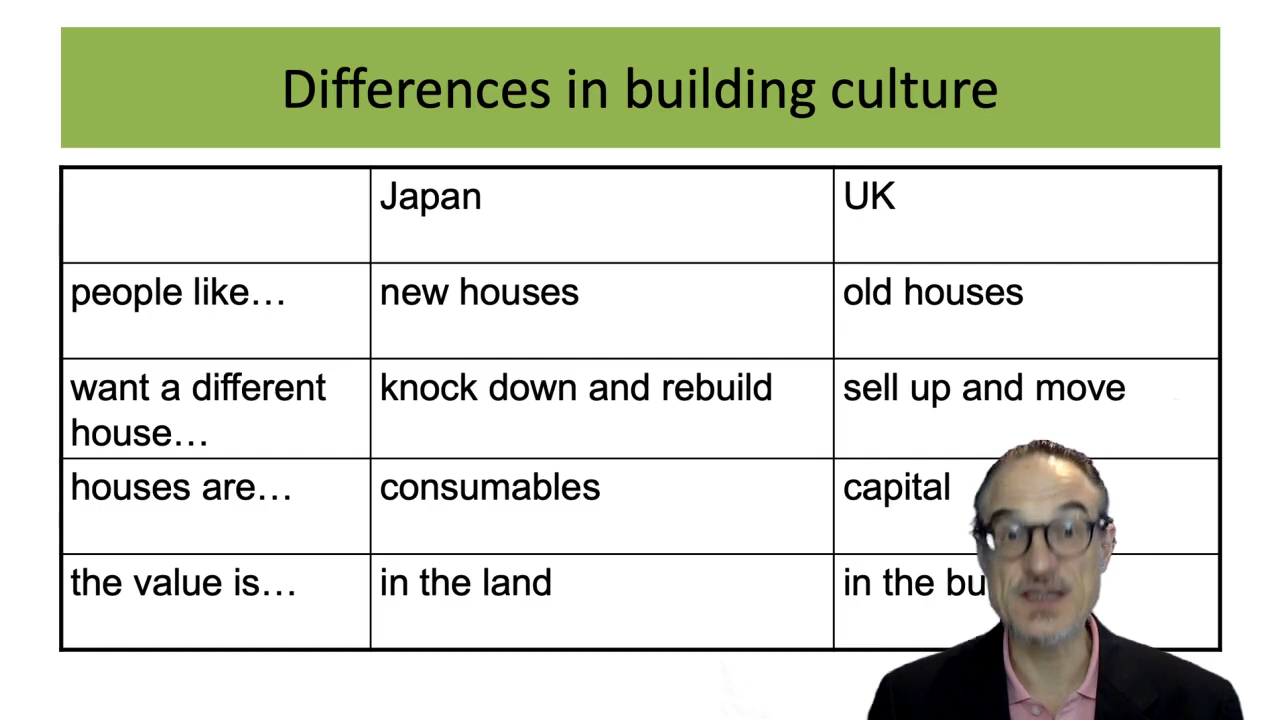 Differences in building culture
Japan
UK
people like…
new houses
old houses
want a different
house…
knock down and rebuild
sell up and move
houses are…
consumables
capital
the value is…
in the land
in the